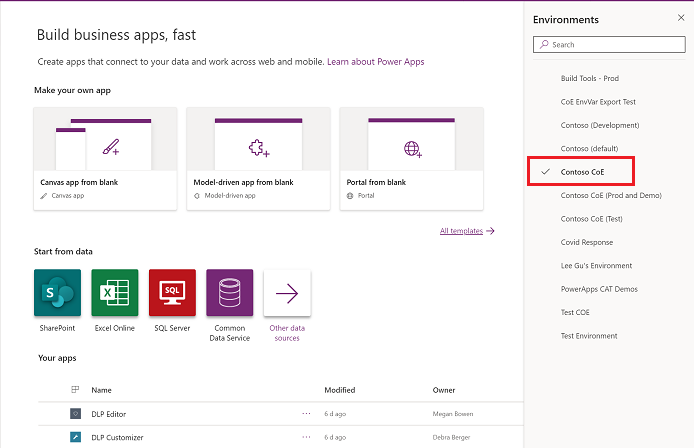 Build business apps, fast
Create apps that connect to your data and work across web and mobile. Learn about Power Apps
Make your own app
Canvas app from blank
Canvas app
Model-driven app from blank
Model-driven app
Portal from blank
Portal
All templates
Start from data
S
SharePoint
X
Excel Online
SQL
SQL Server
Common
Data Service
Other data
sources
Your apps
Name
Modified
Owner
DLP Editor
...
6 d ago
Megan Bowen
DLP Customizer
...
6 d ago
Debra Berger
Environments
Search
Build Tools - Prod
CoE EnvVar Export Test
Contoso (Development)
Contoso (default)
Contoso CoE
Contoso CoE (Prod and Demo)
Contoso CoE (Test)
Covid Response
Lee Gu's Environment
PowerApps CAT Demos
Test COE
Test Environment